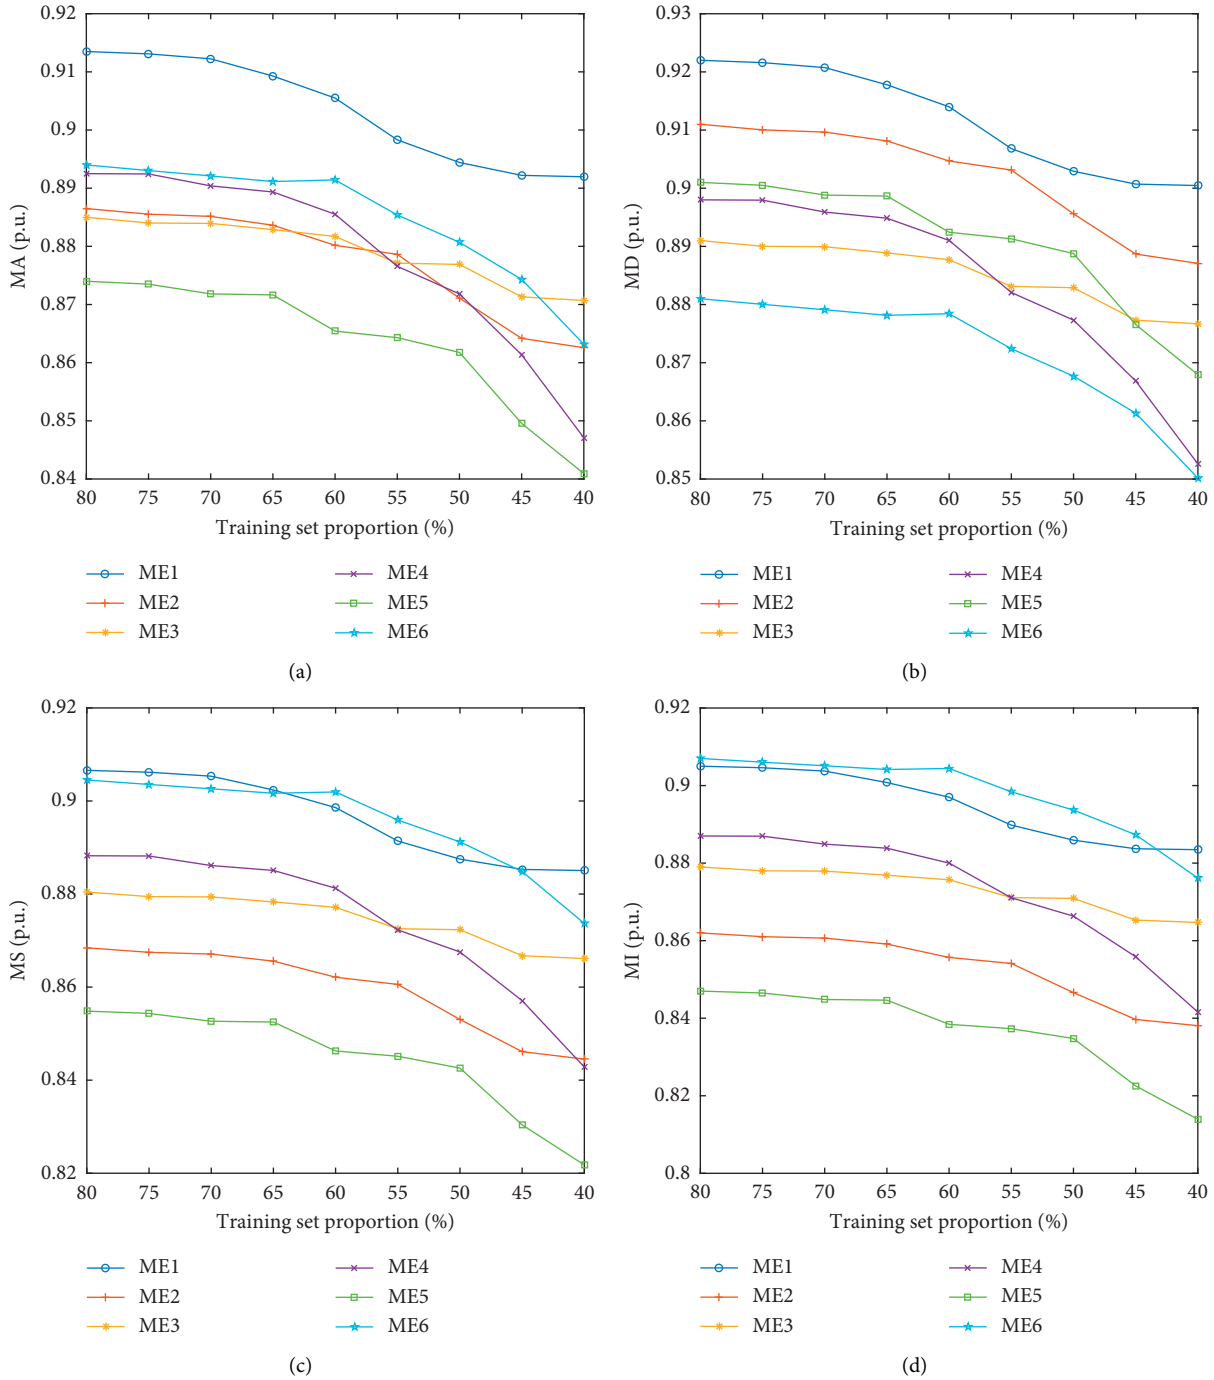 0.92
0.91
0.9
0.89
0.88
0.87
0.86
0.85
0.84
MA (p.u.)
80 75 70 65 60 55 50 45 40
Training set proportion (%)
ME1 ME4
ME2 ME5
ME3 ME6
(a)
0.93
0.92
0.91
0.9
0.89
0.88
0.87
0.86
0.85
MD (p.u.)
80 75 70 65 60 55 50 45 40
Training set proportion (%)
ME1 ME4
ME2 ME5
ME3 ME6
(b)
0.92
0.9
0.88
0.86
0.84
0.82
MS (p.u.)
80 75 70 65 60 55 50 45 40
Training set proportion (%)
ME1 ME4
ME2 ME5
ME3 ME6
(c)
0.92
0.9
0.88
0.86
0.84
0.82
0.8
MI (p.u.)
80 75 70 65 60 55 50 45 40
Training set proportion (%)
ME1 ME4
ME2 ME5
ME3 ME6
(d)